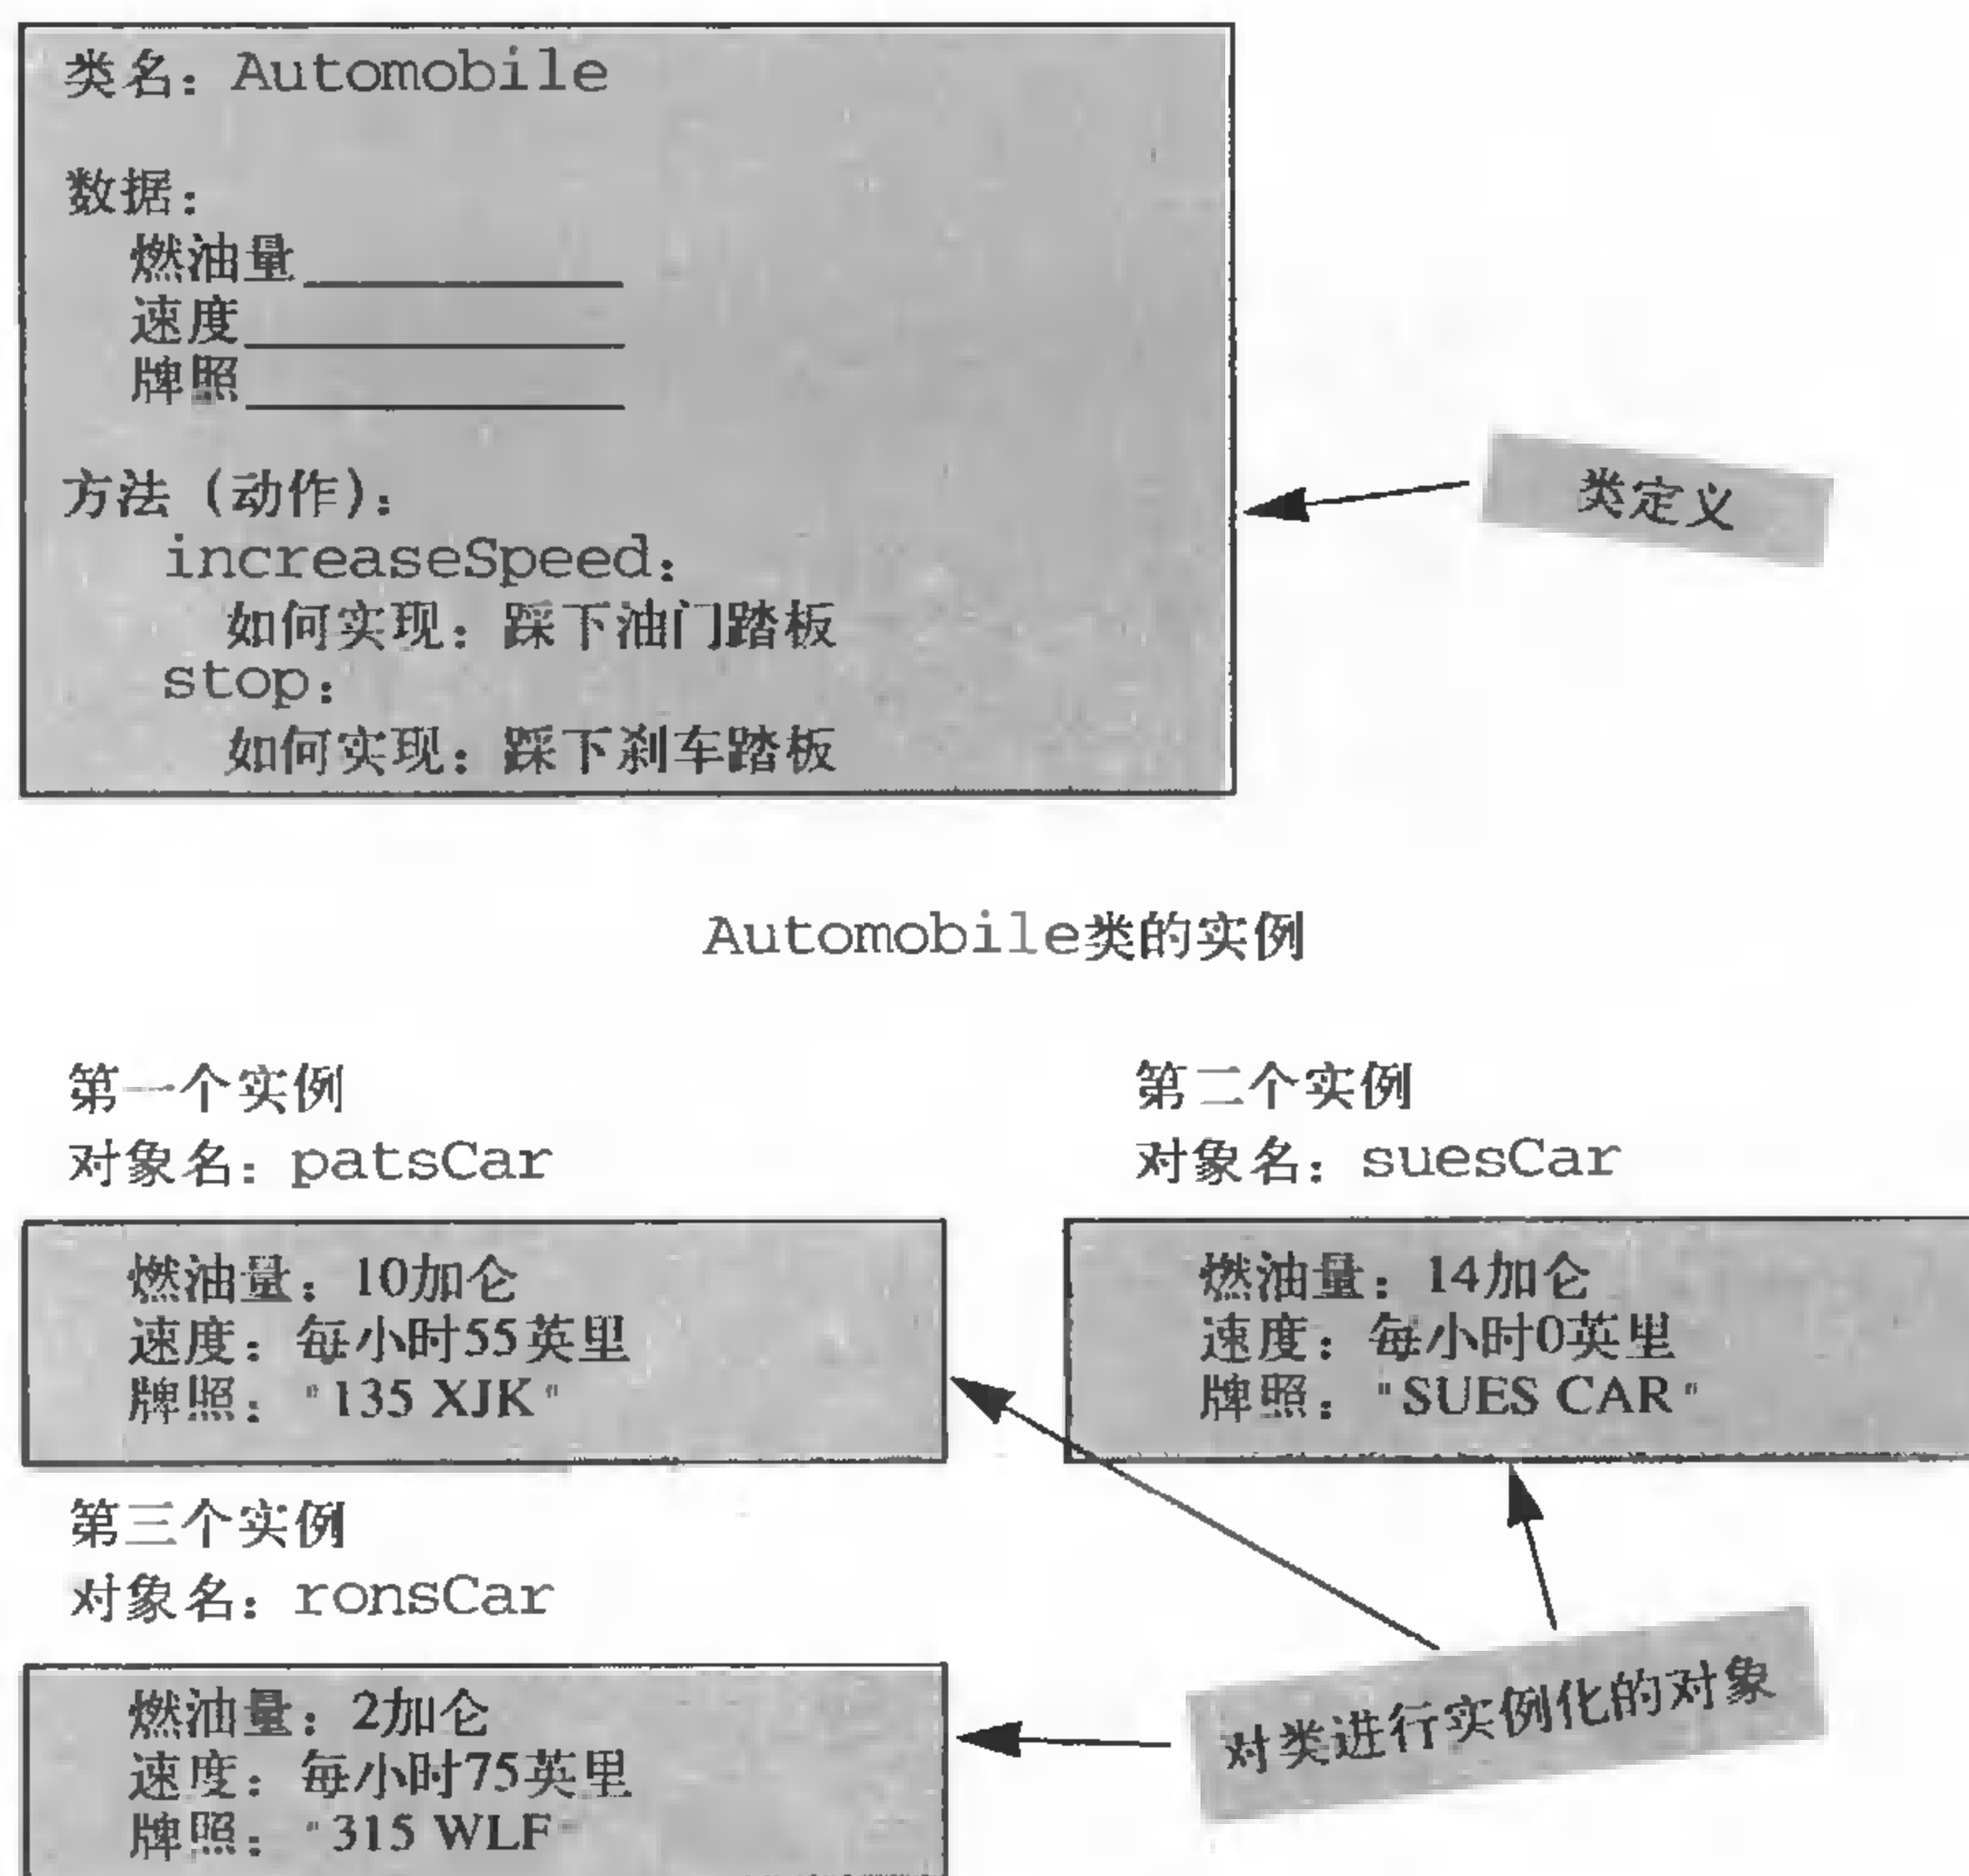 类名：Automobile
数据：
燃油量
速度
牌照
方法（动作）：
increaseSpeed：
如何实现：踩下油门踏板
stop：
如何实现：踩下刹车踏板
类定义
Automobile类的实例
第一个实例
对象名：patsCar
燃油量：10加仑
速度：每小时55英里
牌照："135 XJK"
第二个实例
对象名：suesCar
燃油量：14加仑
速度：每小时0英里
牌照："SUES CAR"
第三个实例
对象名：ronsCar
燃油量：2加仑
速度：每小时75英里
牌照："315 WLF"
对类进行实例化的对象